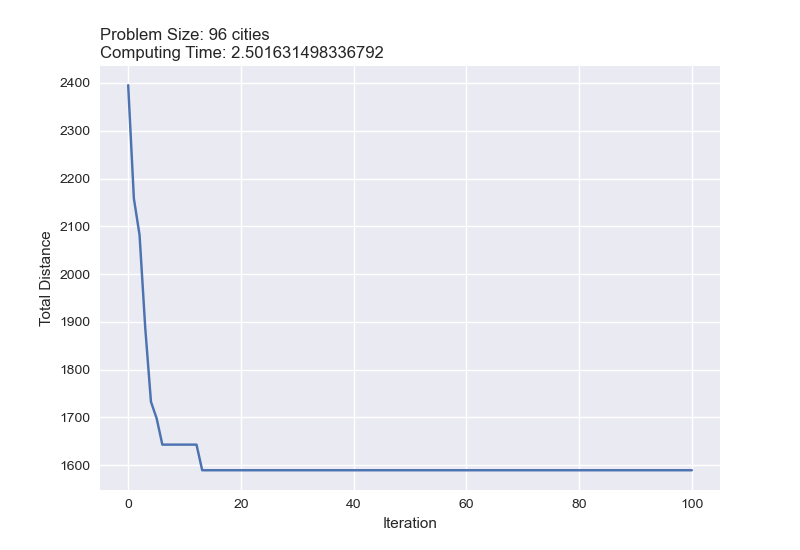 Problem Size: 96 cities
Computing Time: 2.501631498336792
2400
2300
2200
2100
2000
1900
1800
1700
1600
Total Distance
0 20 40 60 80 100
Iteration